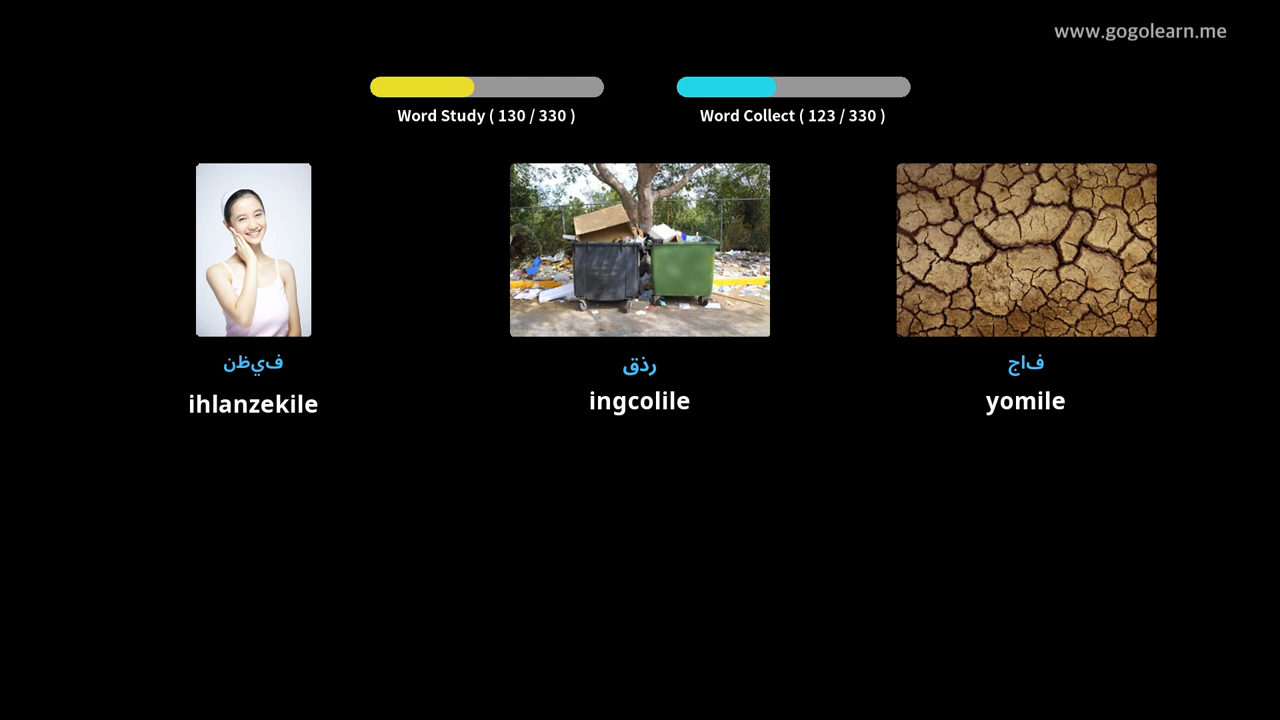 www.gogolearn.me
Word Study ( 130 / 330 )
Word Collect ( 123 / 330 )
فيظن
ihlanzekile
رذق
ingcolile
فاج
yomile